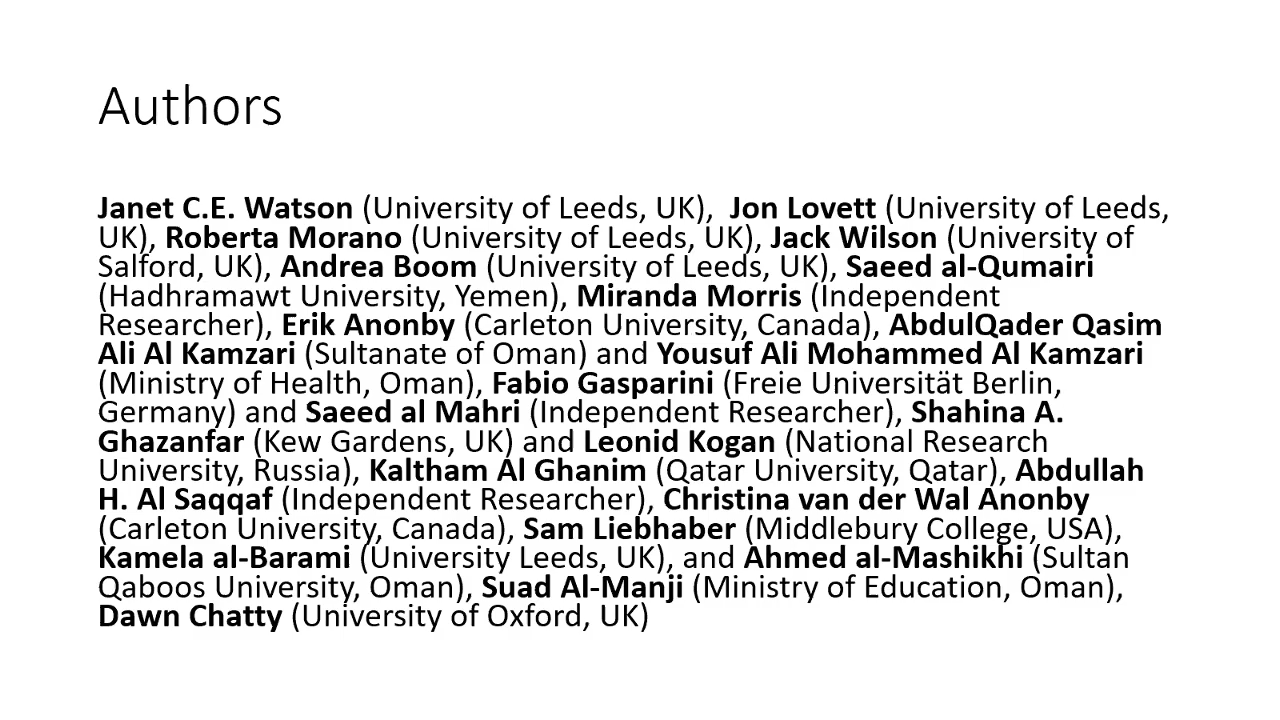 Authors
Janet C.E. Watson (University of Leeds, UK),  Jon Lovett (University of Leeds,
UK), Roberta Morano (University of Leeds, UK), Jack Wilson (University of
Salford, UK), Andrea Boom (University of Leeds, UK), Saeed al-Qumairi
(Hadhramawt University, Yemen), Miranda Morris (Independent
Researcher), Erik Anonby (Carleton University, Canada), AbdulQader Qasim
Ali Al Kamzari (Sultanate of Oman) and Yousuf Ali Mohammed Al Kamzari
(Ministry of Health, Oman), Fabio Gasparini (Freie Universität Berlin,
Germany) and Saeed al Mahri (Independent Researcher), Shahina A.
Ghazanfar (Kew Gardens, UK) and Leonid Kogan (National Research
University, Russia), Kaltham Al Ghanim (Qatar University, Qatar), Abdullah
H. Al Saqqaf (Independent Researcher), Christina van der Wal Anonby
(Carleton University, Canada), Sam Liebhaber (Middlebury College, USA),
Kamela al-Barami (University Leeds, UK), and Ahmed al-Mashikhi (Sultan
Qaboos University, Oman), Suad Al-Manji (Ministry of Education, Oman),
Dawn Chatty (University of Oxford, UK)